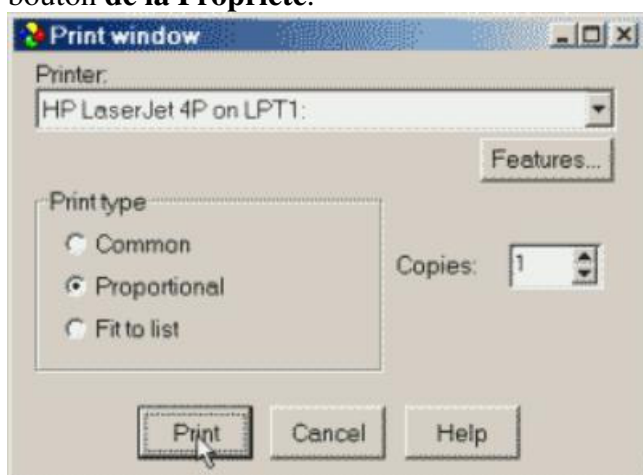 bouton de la Propriété.
Print window
Printer:
HP LaserJet 4P on LPT1:
Features...
Print type
Common
Proportional
Fit to list
Copies: 1
Print Cancel Help